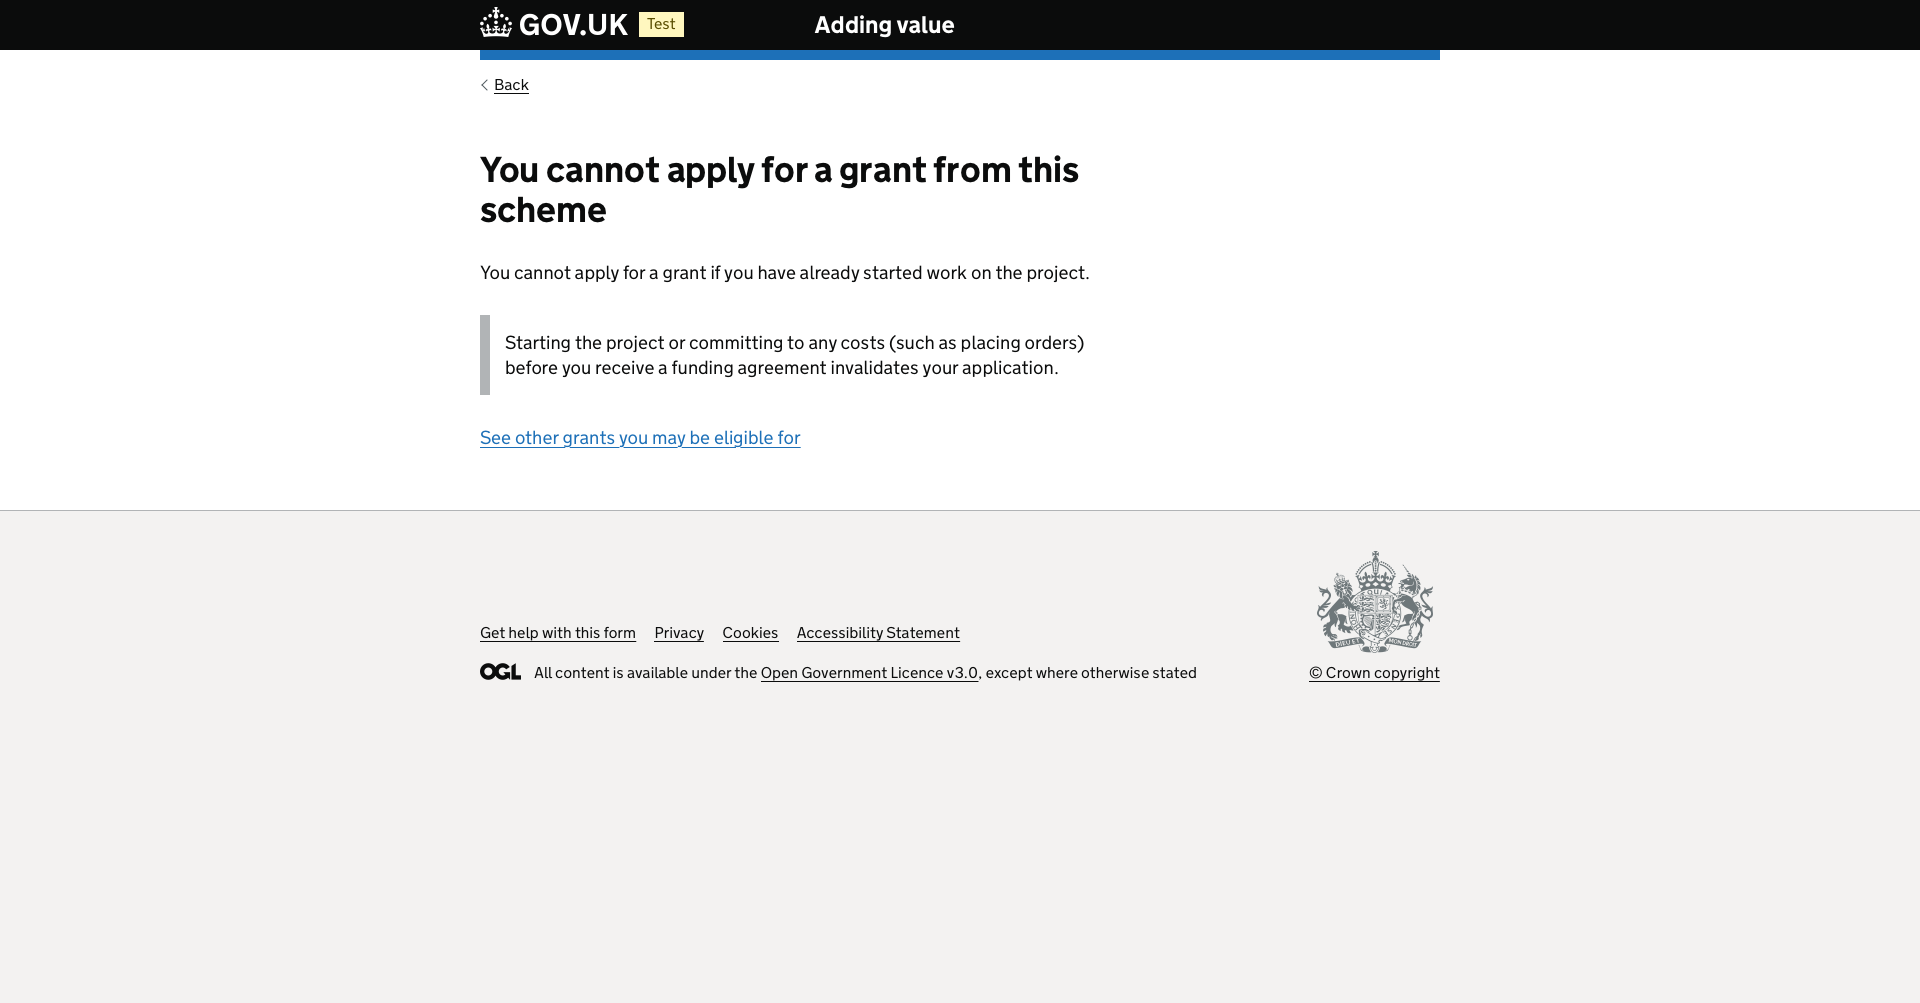 GOV.UK Test Adding value
Back
You cannot apply for a grant from this
scheme
You cannot apply for a grant if you have already started work on the project.
Starting the project or committing to any costs (such as placing orders)
before you receive a funding agreement invalidates your application.
See other grants you may be eligible for
Get help with this form Privacy Cookies Accessibility Statement
OGL All content is available under the Open Government Licence v3.0, except where otherwise stated
© Crown copyright